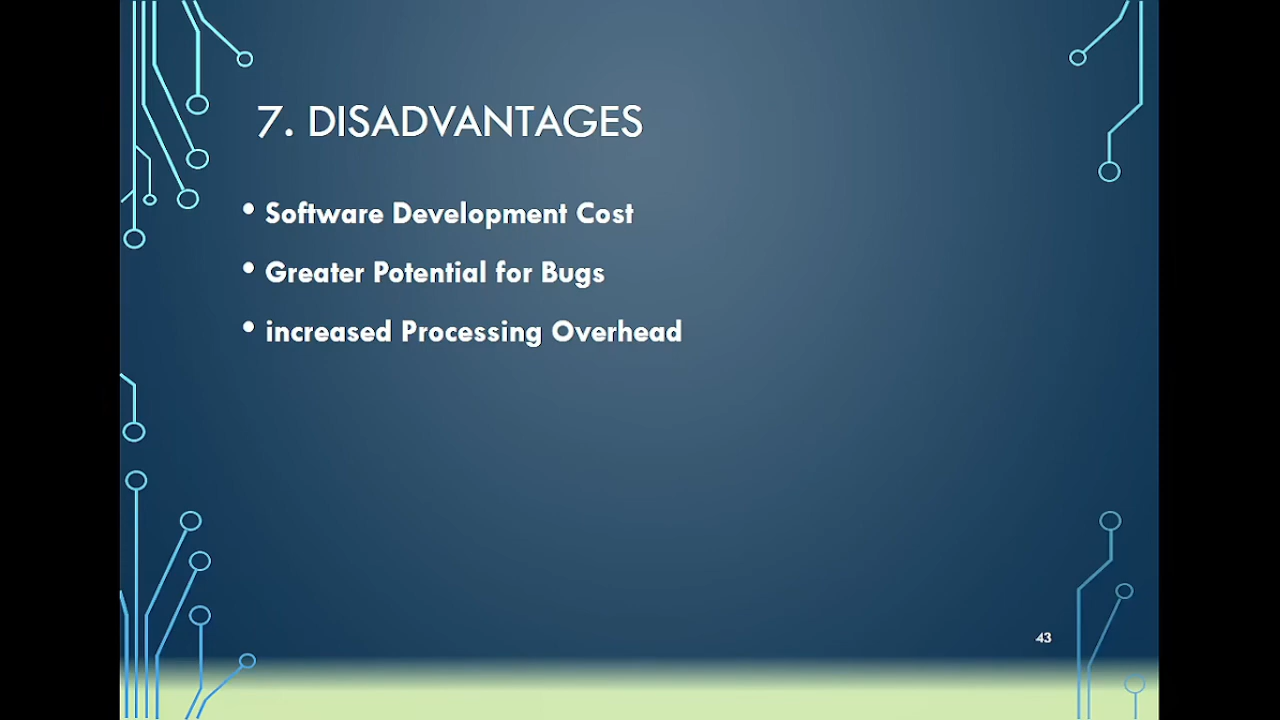 7. DISADVANTAGES
• Software Development Cost
• Greater Potential for Bugs
• increased Processing Overhead
43